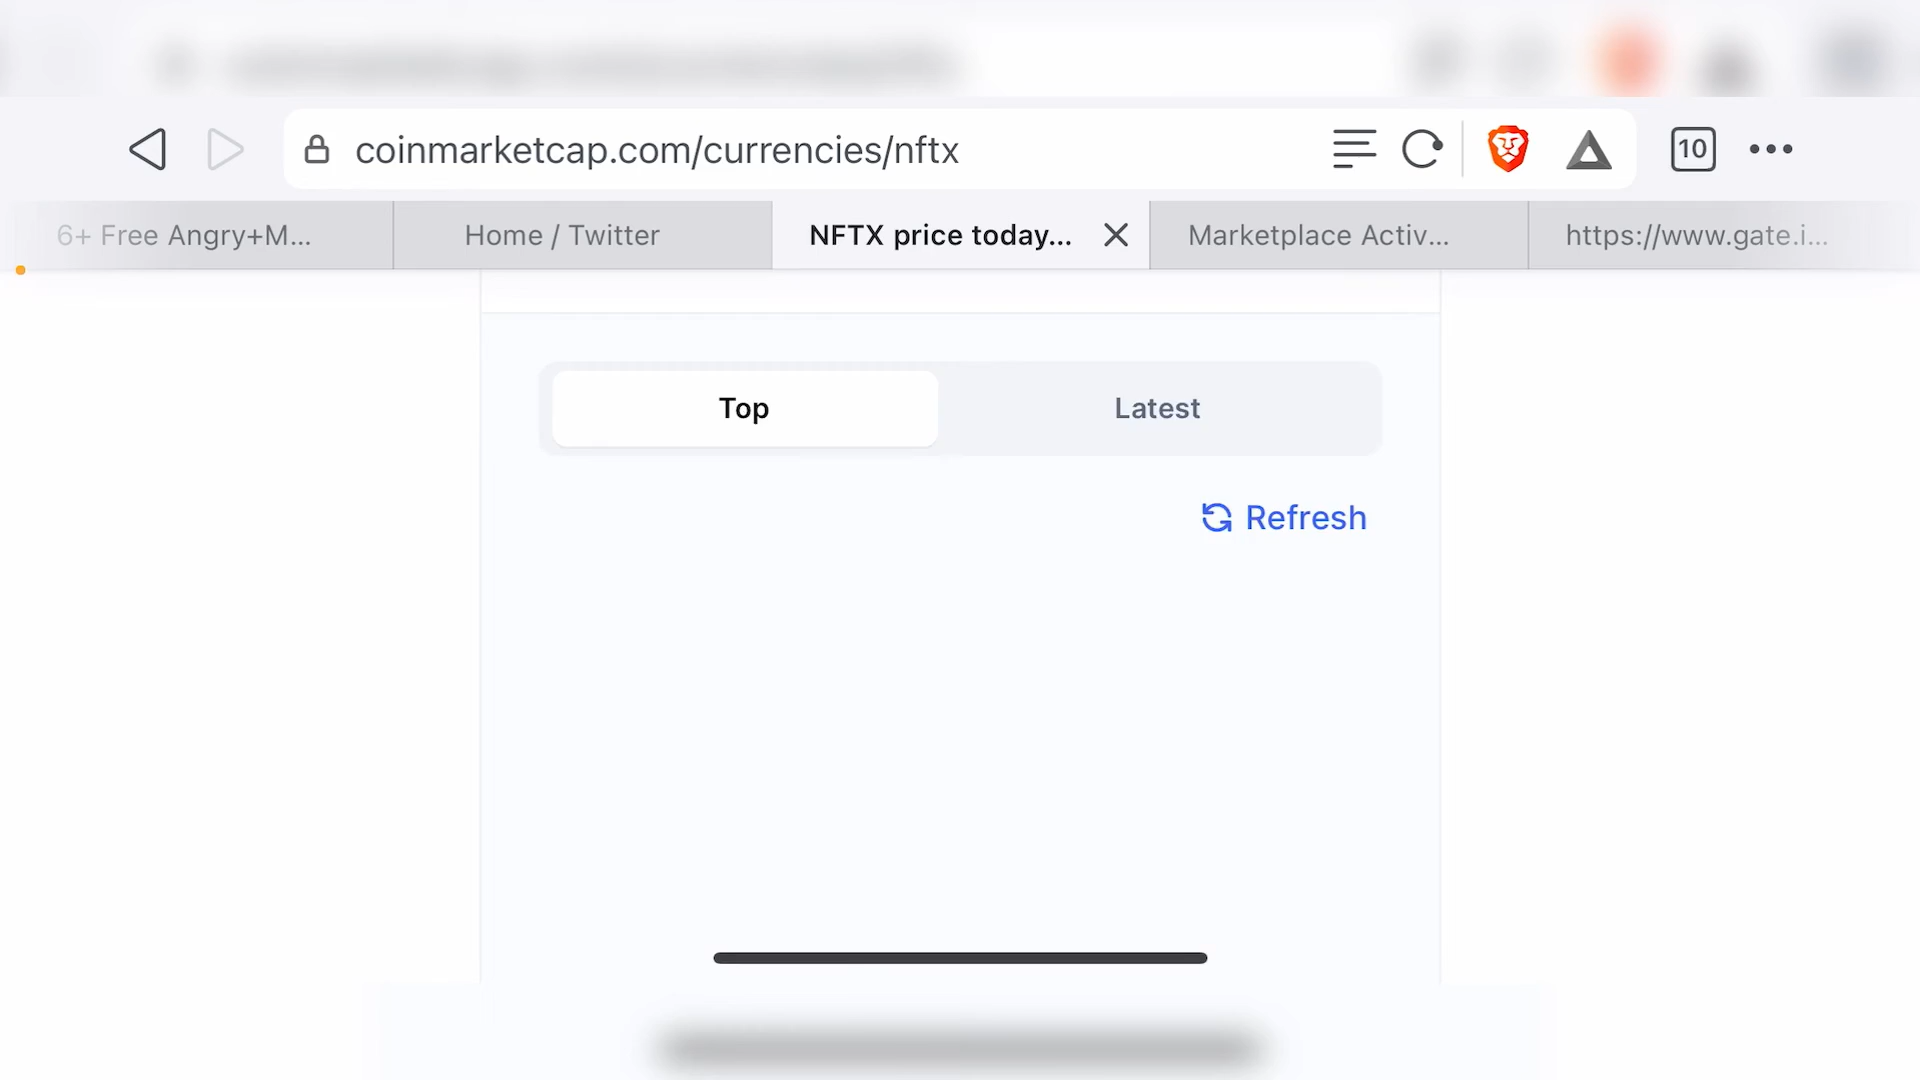 coinmarketcap.com/currencies/nftx
10
6+ Free Angry+M...
Home / Twitter
NFTX price today...
Marketplace Activ...
https://www.gate.i...
Top
Latest
Refresh